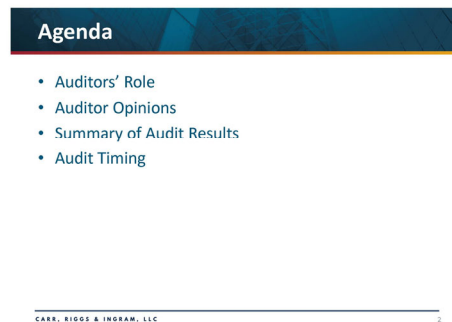 Agenda
• Auditors' Role
• Auditor Opinions
• Summary of Audit Results
• Audit Timing
CARR, RIGGS & INGRAM, LLC
2